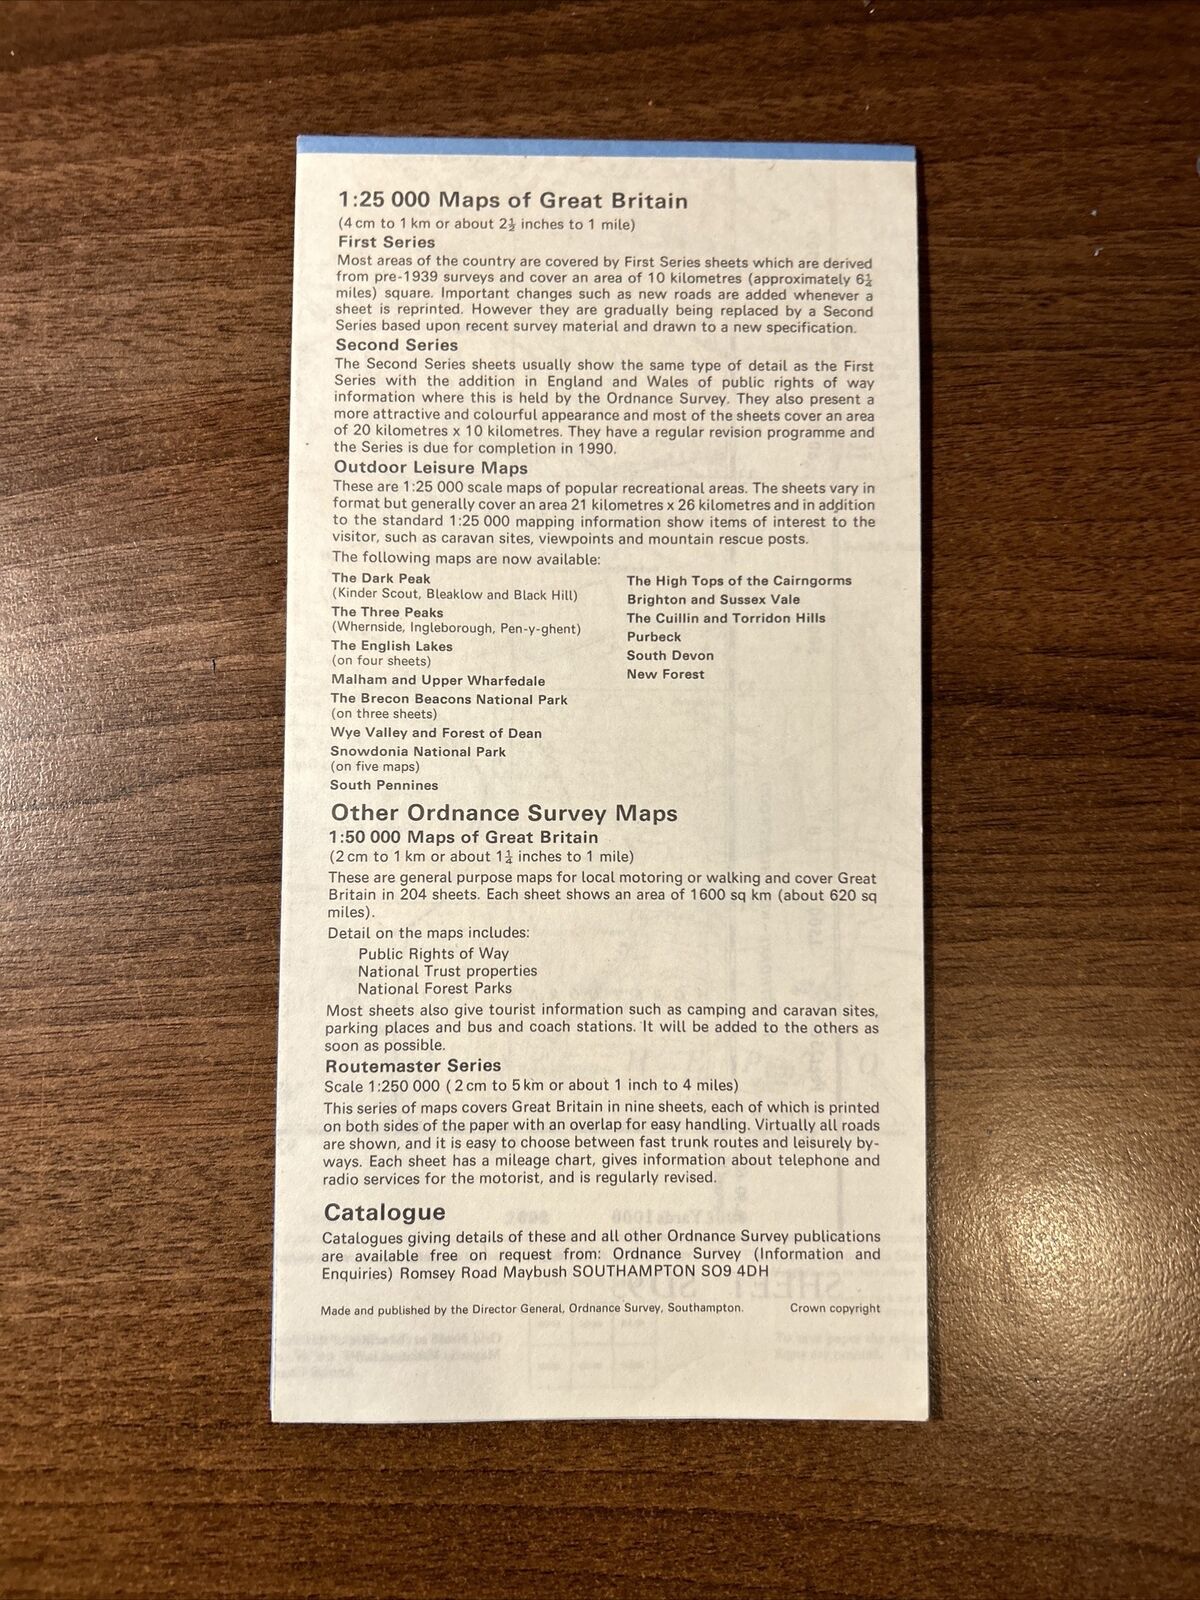 1:25 000 Maps of Great Britain
(4 cm to 1 km or about 2½ inches to 1 mile)
First Series
Most areas of the country are covered by First Series sheets which are derived
from pre-1939 surveys and cover an area of 10 kilometres (approximately 6¼
miles) square. Important changes such as new roads are added whenever a
sheet is reprinted. However they are gradually being replaced by a Second
Series based upon recent survey material and drawn to a new specification.
Second Series
The Second Series sheets usually show the same type of detail as the First
Series with the addition in England and Wales of public rights of way
information where this is held by the Ordnance Survey. They also present a
more attractive and colourful appearance and most of the sheets cover an area
of 20 kilometres x 10 kilometres. They have a regular revision programme and
the Series is due for completion in 1990.
Outdoor Leisure Maps
These are 1:25 000 scale maps of popular recreational areas. The sheets vary in
format but generally cover an area 21 kilometres x 26 kilometres and in addition
to the standard 1:25 000 mapping information show items of interest to the
visitor, such as caravan sites, viewpoints and mountain rescue posts.
The following maps are now available:
The Dark Peak
(Kinder Scout, Bleaklow and Black Hill)
The Three Peaks
(Whernside, Ingleborough, Pen-y-ghent)
The English Lakes
(on four sheets)
Malham and Upper Wharfedale
The Brecon Beacons National Park
(on three sheets)
Wye Valley and Forest of Dean
Snowdonia National Park
(on five maps)
South Pennines
The High Tops of the Cairngorms
Brighton and Sussex Vale
The Cuillin and Torridon Hills
Purbeck
South Devon
New Forest
Other Ordnance Survey Maps
1:50 000 Maps of Great Britain
(2 cm to 1 km or about 1¼ inches to 1 mile)
These are general purpose maps for local motoring or walking and cover Great
Britain in 204 sheets. Each sheet shows an area of 1600 sq km (about 620 sq
miles).
Detail on the maps includes:
Public Rights of Way
National Trust properties
National Forest Parks
Most sheets also give tourist information such as camping and caravan sites,
parking places and bus and coach stations. It will be added to the others as
soon as possible.
Routemaster Series
Scale 1:250 000 (2 cm to 5 km or about 1 inch to 4 miles)
This series of maps covers Great Britain in nine sheets, each of which is printed
on both sides of the paper with an overlap for easy handling. Virtually all roads
are shown, and it is easy to choose between fast trunk routes and leisurely by-
ways. Each sheet has a mileage chart, gives information about telephone and
radio services for the motorist, and is regularly revised.
Catalogue
Catalogues giving details of these and all other Ordnance Survey publications
are available free on request from: Ordnance Survey (Information and
Enquiries) Romsey Road Maybush SOUTHAMPTON SO9 4DH
Made and published by the Director General, Ordnance Survey, Southampton. Crown copyright